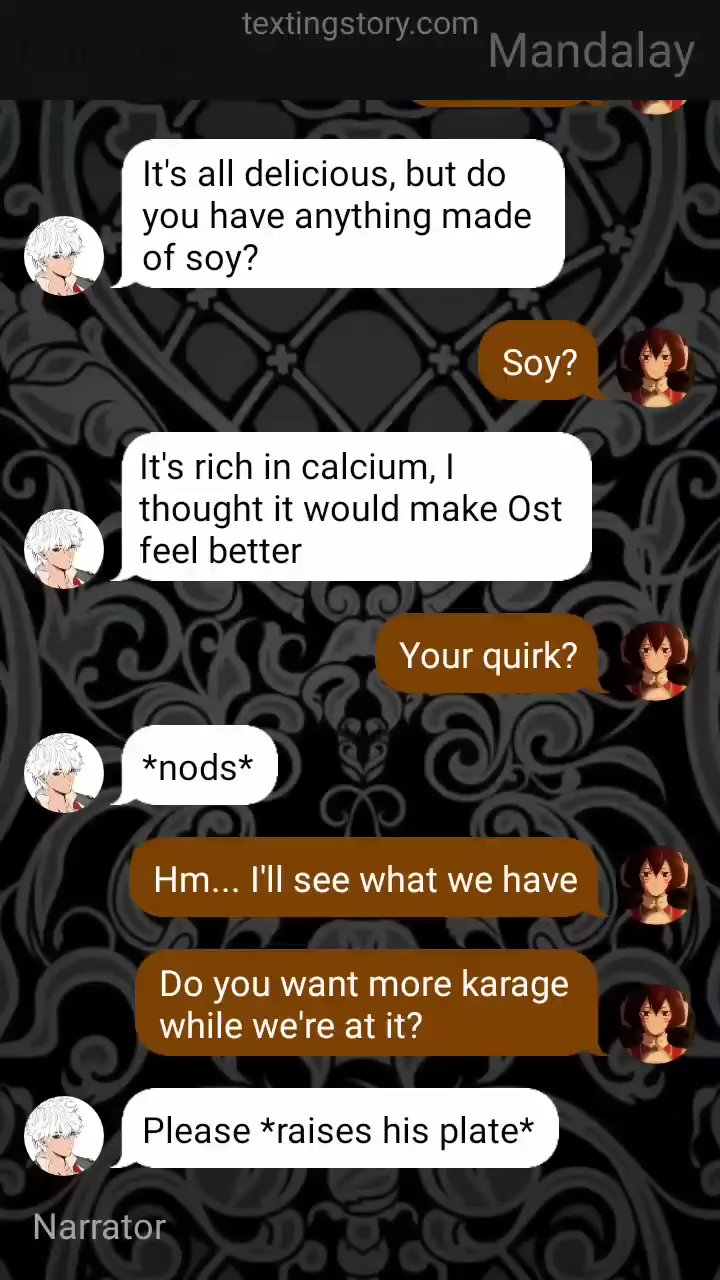 textingstory.com
Mandalay
It's all delicious, but do
you have anything made
of soy?
Soy?
It's rich in calcium, I
thought it would make Ost
feel better
Your quirk?
*nods*
Hm... I'll see what we have
Do you want more karage
while we're at it?
Please *raises his plate*
Narrator